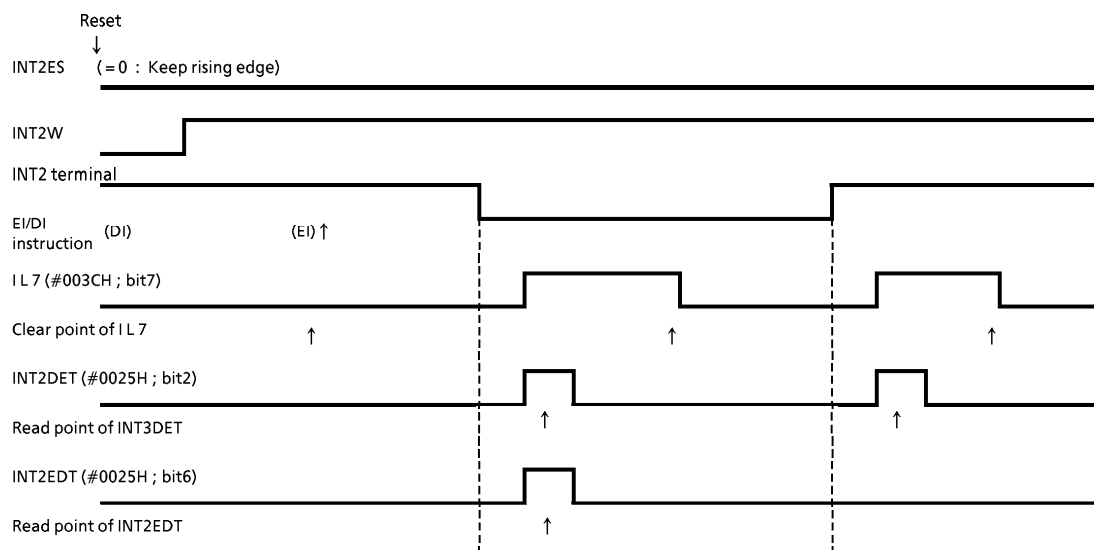 Reset
↓
INT2ES (=0 : Keep rising edge)
INT2W
INT2 terminal
EI/DI
instruction (DI) (EI)↑
I L 7 (#003CH ; bit7)
Clear point of I L 7 ↑ ↑ ↑
INT2DET (#0025H ; bit2)
Read point of INT3DET ↑ ↑
INT2EDT (#0025H ; bit6)
Read point of INT2EDT ↑